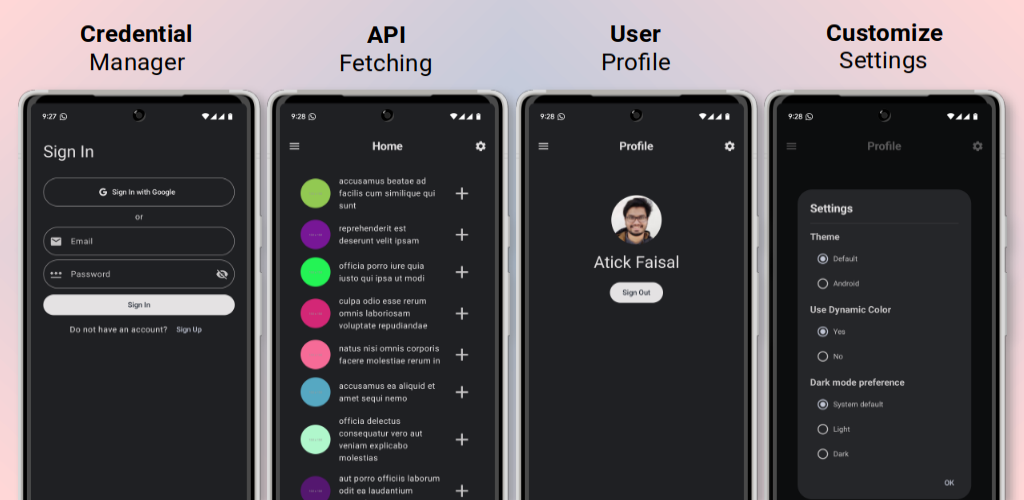 Credential
Manager
9:27
Sign In
G Sign In with Google
or
Email
Password
Sign In
Do not have an account? Sign Up
API
Fetching
9:28
Home
accusamus beatae ad
facilis cum similique qui
sunt
reprehenderit est
deserunt velit ipsam
officia porro iure quia
iusto qui ipsa ut modi
culpa odio esse rerum
omnis laboriosam
voluptate repudiandae
natus nisi omnis corporis
facere molestiae rerum in
accusamus ea aliquid et
amet sequi nemo
officia delectus
consequatur vero aut
veniam explicabo
molestias
aut porro officiis laborum
odit ea laudantium
User
Profile
9:28
Profile
Atick Faisal
Sign Out
Customize
Settings
9:28
Profile
Settings
Theme
Default
Android
Use Dynamic Color
Yes
No
Dark mode preference
System default
Light
Dark
OK